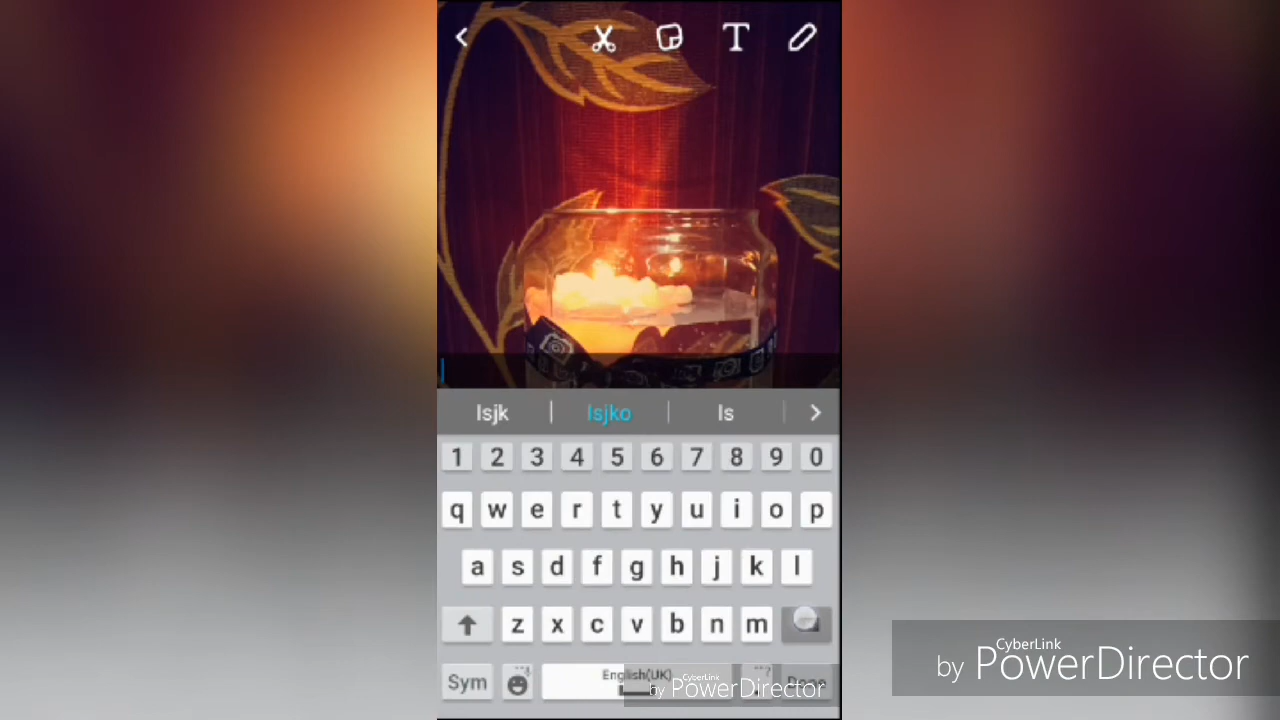 T
Isjk Isjko Is
1 2 3 4 5 6 7 8 9 0
q w e r t y u i o p
a s d f g h j k l
z x c v b n m
Sym English(UK) Done
CyberLink
by PowerDirector
CyberLink
by PowerDirector